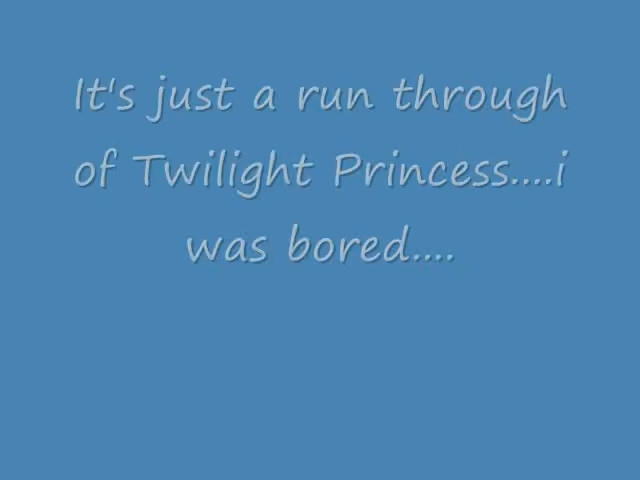 It's just a run through
of Twilight Princess....i
was bored....